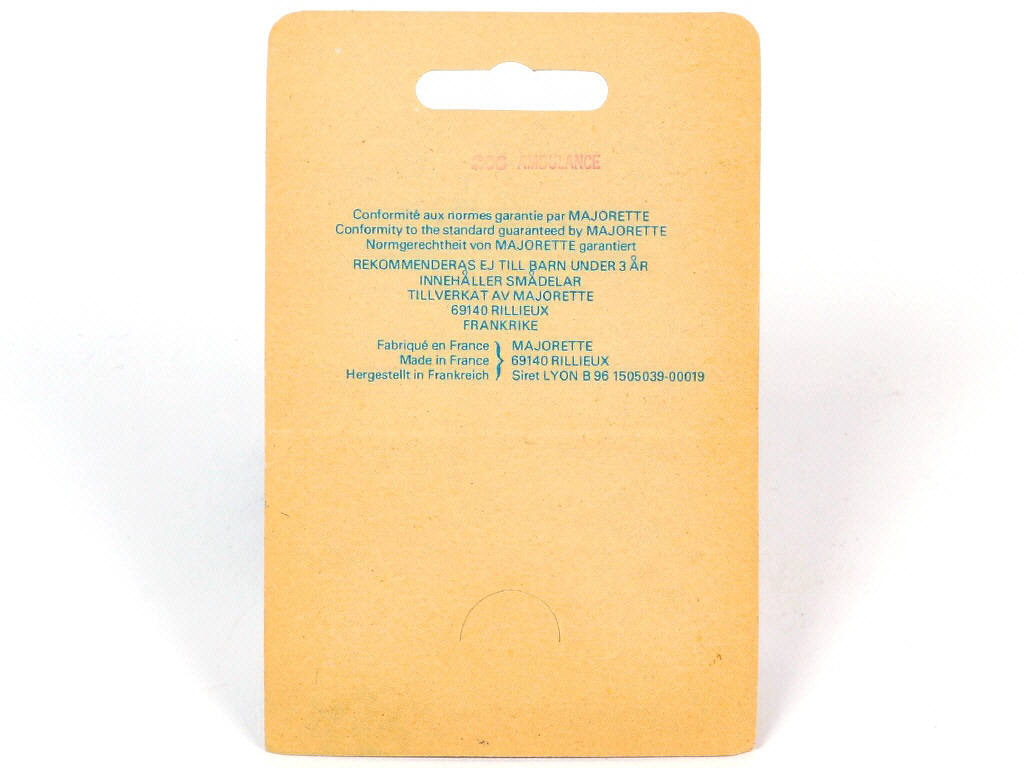 AMBULANCE
Conformité aux normes garantie par MAJORETTE
Conformity to the standard guaranteed by MAJORETTE
Normgerechtheit von MAJORETTE garantiert
REKOMMENDERAS EJ TILL BARN UNDER 3 ÅR
INNEHÅLLER SMÅDELAR
TILLVERKAT AV MAJORETTE
69140 RILLIEUX
FRANKRIKE
Fabriqué en France } MAJORETTE
Made in France 69140 RILLIEUX
Hergestellt in Frankreich Siret LYON B 96 1505039-00019